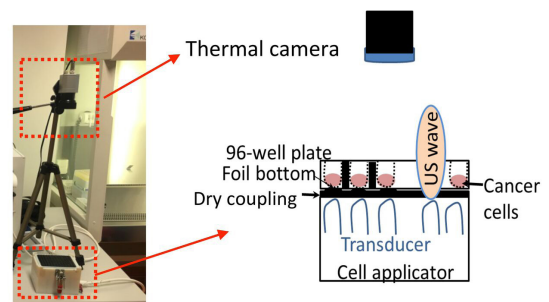 Thermal camera
96-well plate
Foil bottom
Dry coupling
US wave
Cancer
cells
Transducer
Cell applicator